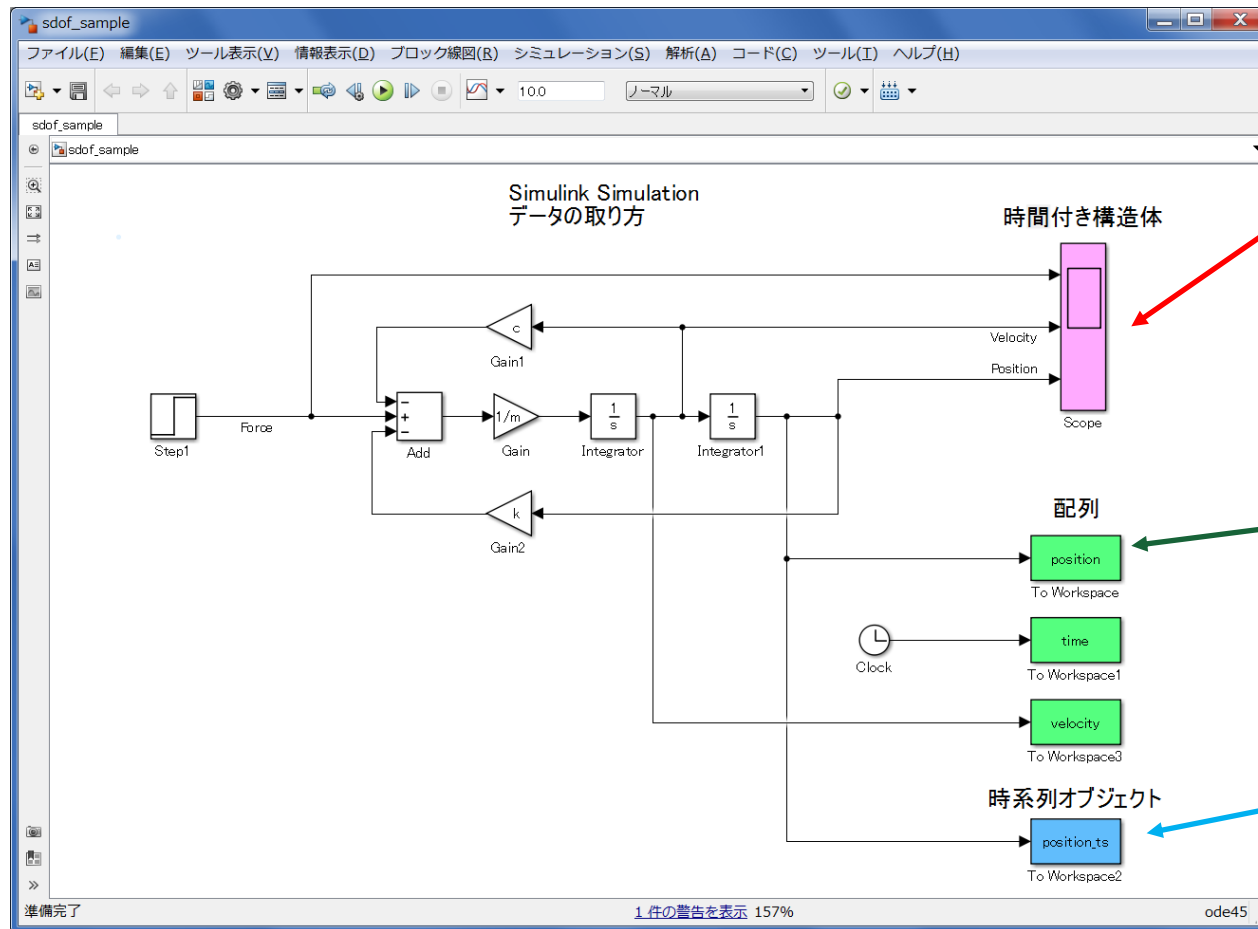 sdof_sample
ファイル(F) 編集(E) ツール表示(V) 情報表示(D) ブロック線図(R) シミュレーション(S) 解析(A) コード(C) ツール(T) ヘルプ(H)
10.0 ノーマル
sdof_sample
sdof_sample
Simulink Simulation
データの取り方
時間付き構造体
c
Gain1
Velocity
Position
Scope
Step1
Force
−
+
−
Add
1/m
Gain
1
s
Integrator
1
s
Integrator1
k
Gain2
配列
position
To Workspace
Clock
time
To Workspace1
velocity
To Workspace3
時系列オブジェクト
position_ts
To Workspace2
準備完了 1 件の警告を表示 157% ode45